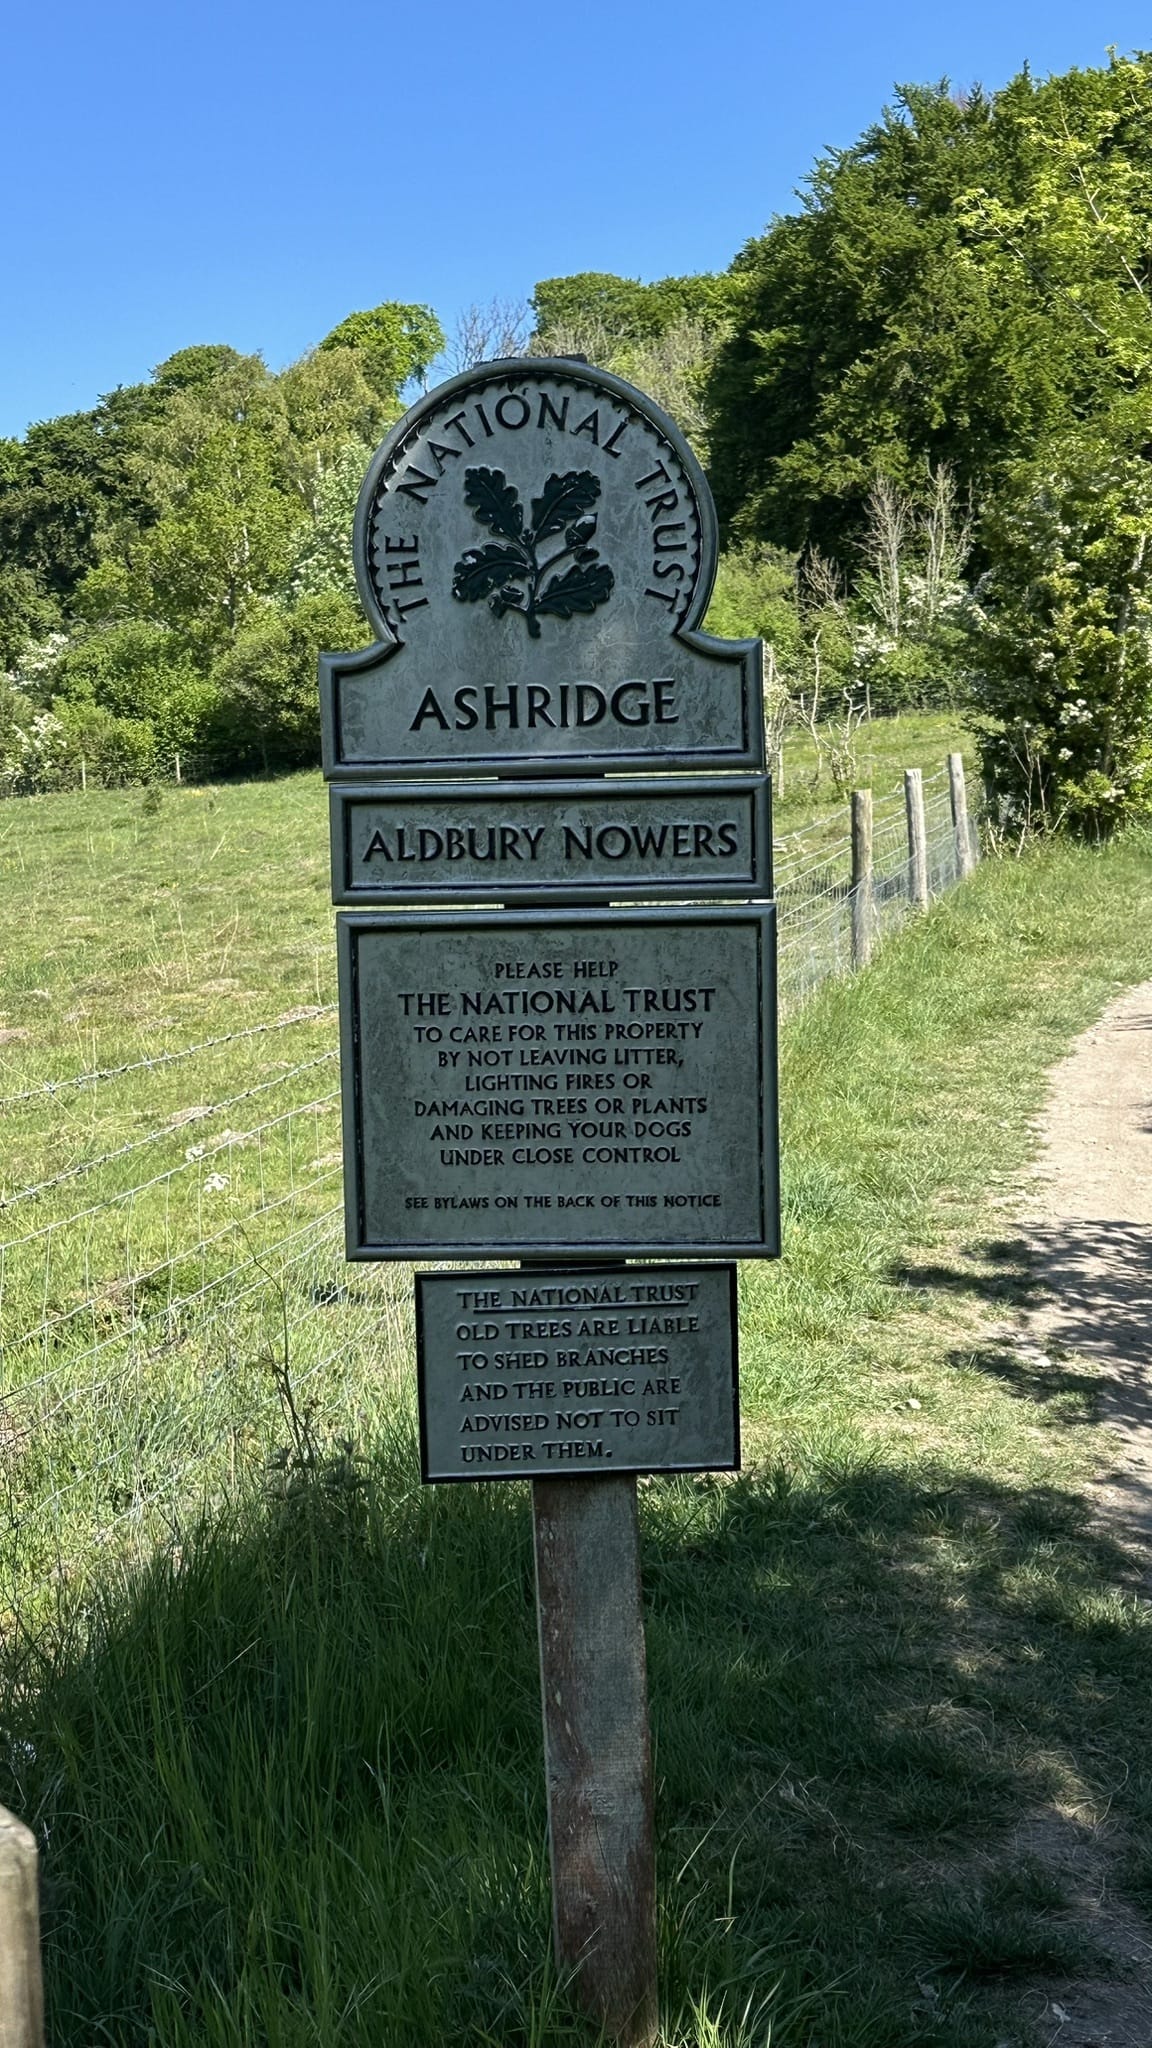 THE NATIONAL TRUST
ASHRIDGE
ALDBURY NOWERS
PLEASE HELP
THE NATIONAL TRUST
TO CARE FOR THIS PROPERTY
BY NOT LEAVING LITTER,
LIGHTING FIRES OR
DAMAGING TREES OR PLANTS
AND KEEPING YOUR DOGS
UNDER CLOSE CONTROL
SEE BYLAWS ON THE BACK OF THIS NOTICE
THE NATIONAL TRUST
OLD TREES ARE LIABLE
TO SHED BRANCHES
AND THE PUBLIC ARE
ADVISED NOT TO SIT
UNDER THEM.